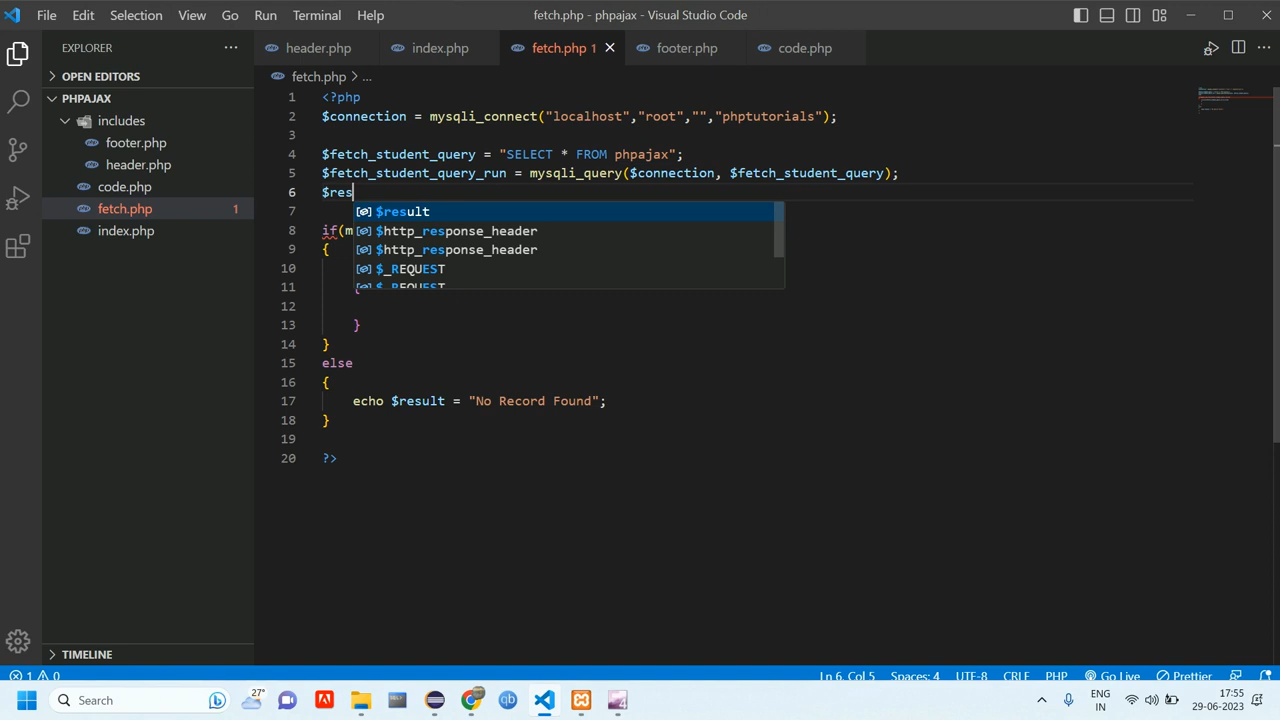 File Edit Selection View Go Run Terminal Help fetch.php - phpajax - Visual Studio Code
EXPLORER ··· header.php index.php fetch.php 1 footer.php code.php
OPEN EDITORS
PHPAJAX
includes
footer.php
header.php
code.php
fetch.php 1
index.php
TIMELINE
fetch.php > ...
1 <?php
2 $connection = mysqli_connect("localhost","root","","phptutorials");
3
4 $fetch_student_query = "SELECT * FROM phpajax";
5 $fetch_student_query_run = mysqli_query($connection, $fetch_student_query);
6 $res
$result
$http_response_header
$http_response_header
$_REQUEST
$_REQUEST
7
8 if(m
9 {
10
11 {
12
13 }
14 }
15 else
16 {
17 echo $result = "No Record Found";
18 }
19
20 ?>
1 0 Ln 6, Col 5 Spaces: 4 UTF-8 CRLF PHP Go Live Prettier
Search 27° ENG 17:55
IN 29-06-2023